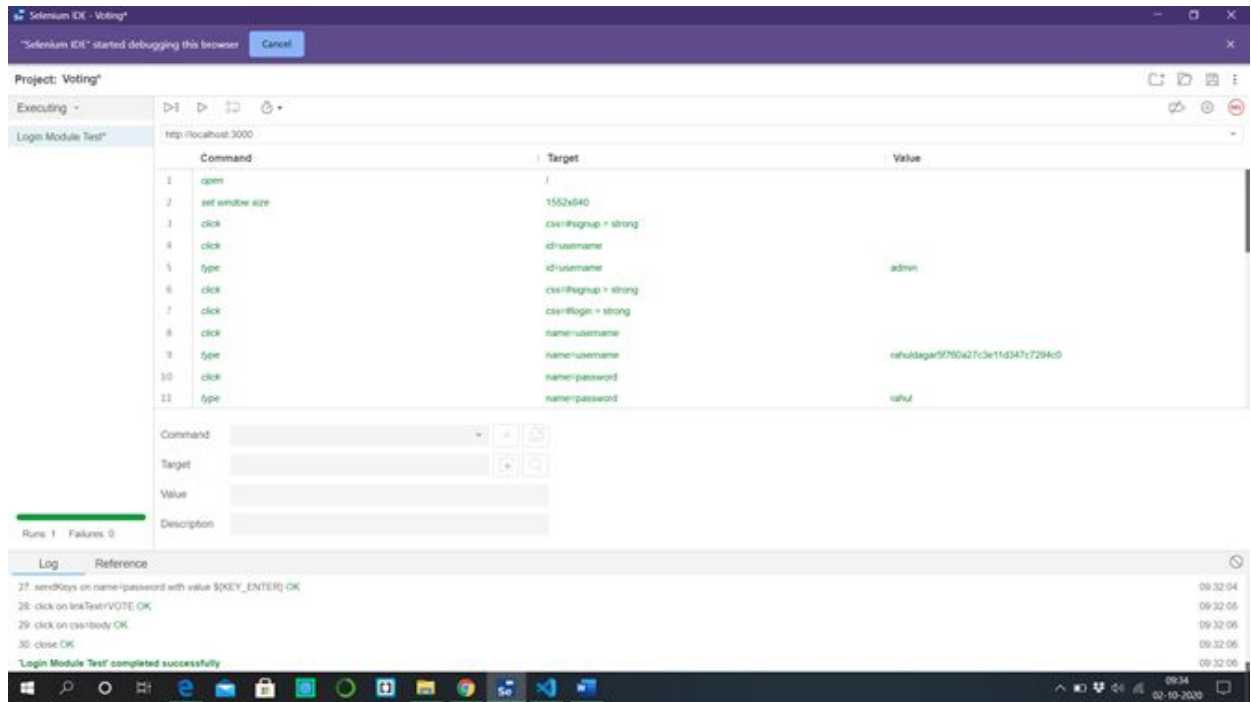 Selenium IDE - Voting*
"Selenium IDE" started debugging this browser Cancel
Project: Voting*
Executing
Login Module Test*
http://localhost:3000
Command Target Value
1 open /
2 set window size 1552x840
3 click css=#signup > strong
4 click id=username
5 type id=username admin
6 click css=#signup > strong
7 click css=#login > strong
8 click name=username
9 type name=username
10 click name=password
11 type name=password rahul
Command
Target
Value
Description
Runs: 1 Failures: 0
Log Reference
27. sendKeys on name=password with value ${KEY_ENTER} OK 09:32:04
28. click on linkText=VOTE OK 09:32:05
29. click on css=body OK 09:32:06
30. close OK 09:32:06
'Login Module Test' completed successfully 09:32:06
09:34
02-10-2020